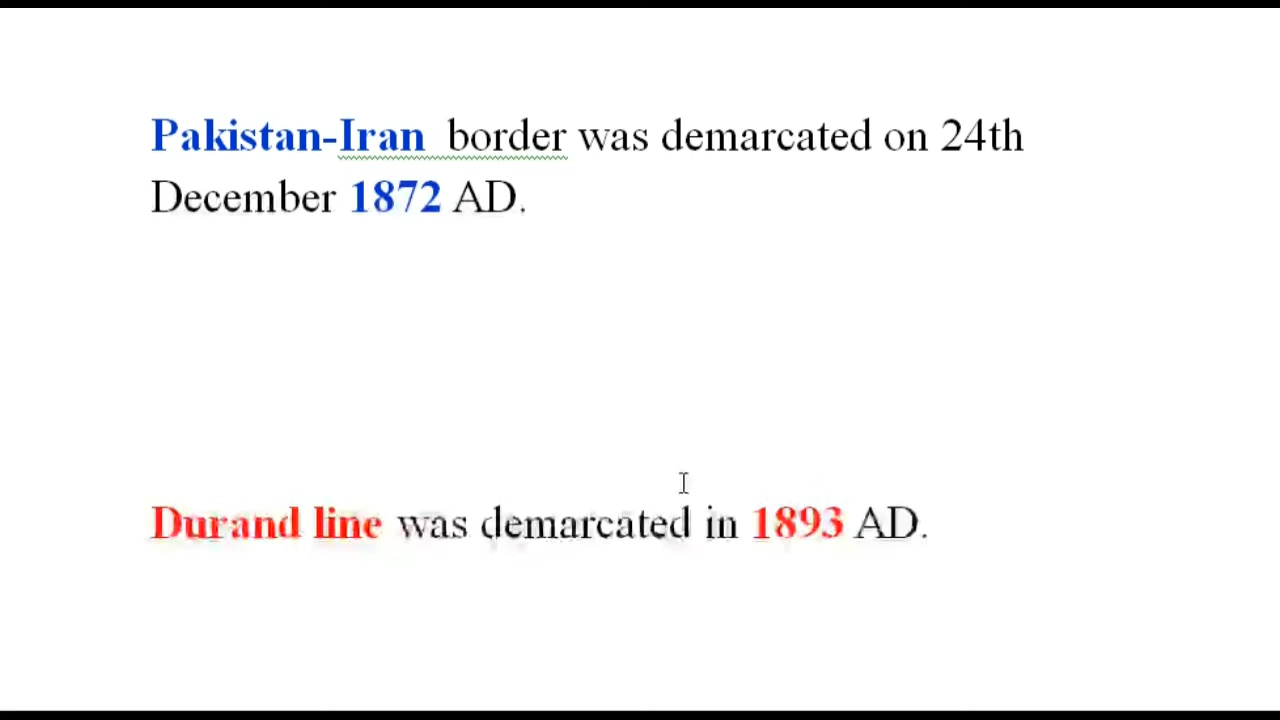 Pakistan-Iran border was demarcated on 24th
December 1872 AD.
Durand line was demarcated in 1893 AD.